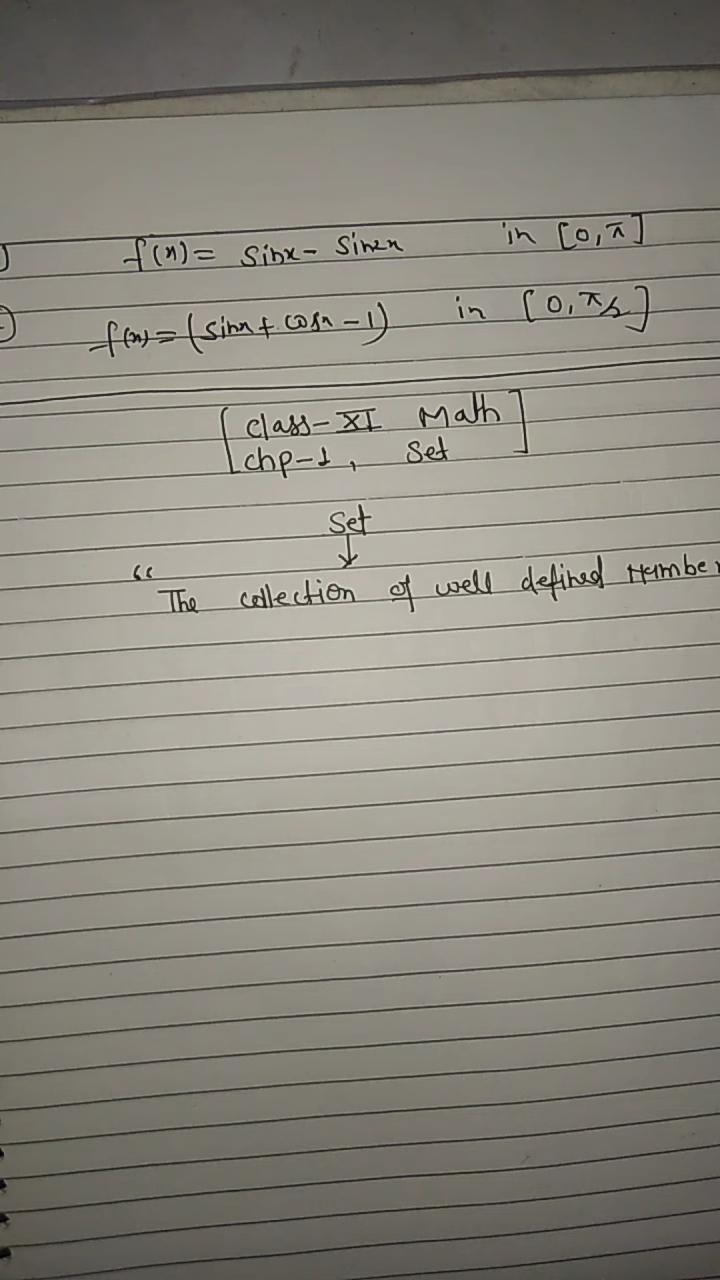 f(x) = sinx - sin2x in [0, π]
f(x) = (sinx + cosx - 1) in [0, π/2]
[class-XI Math
chp-1, Set]
Set
↓
"The collection of well defined Number